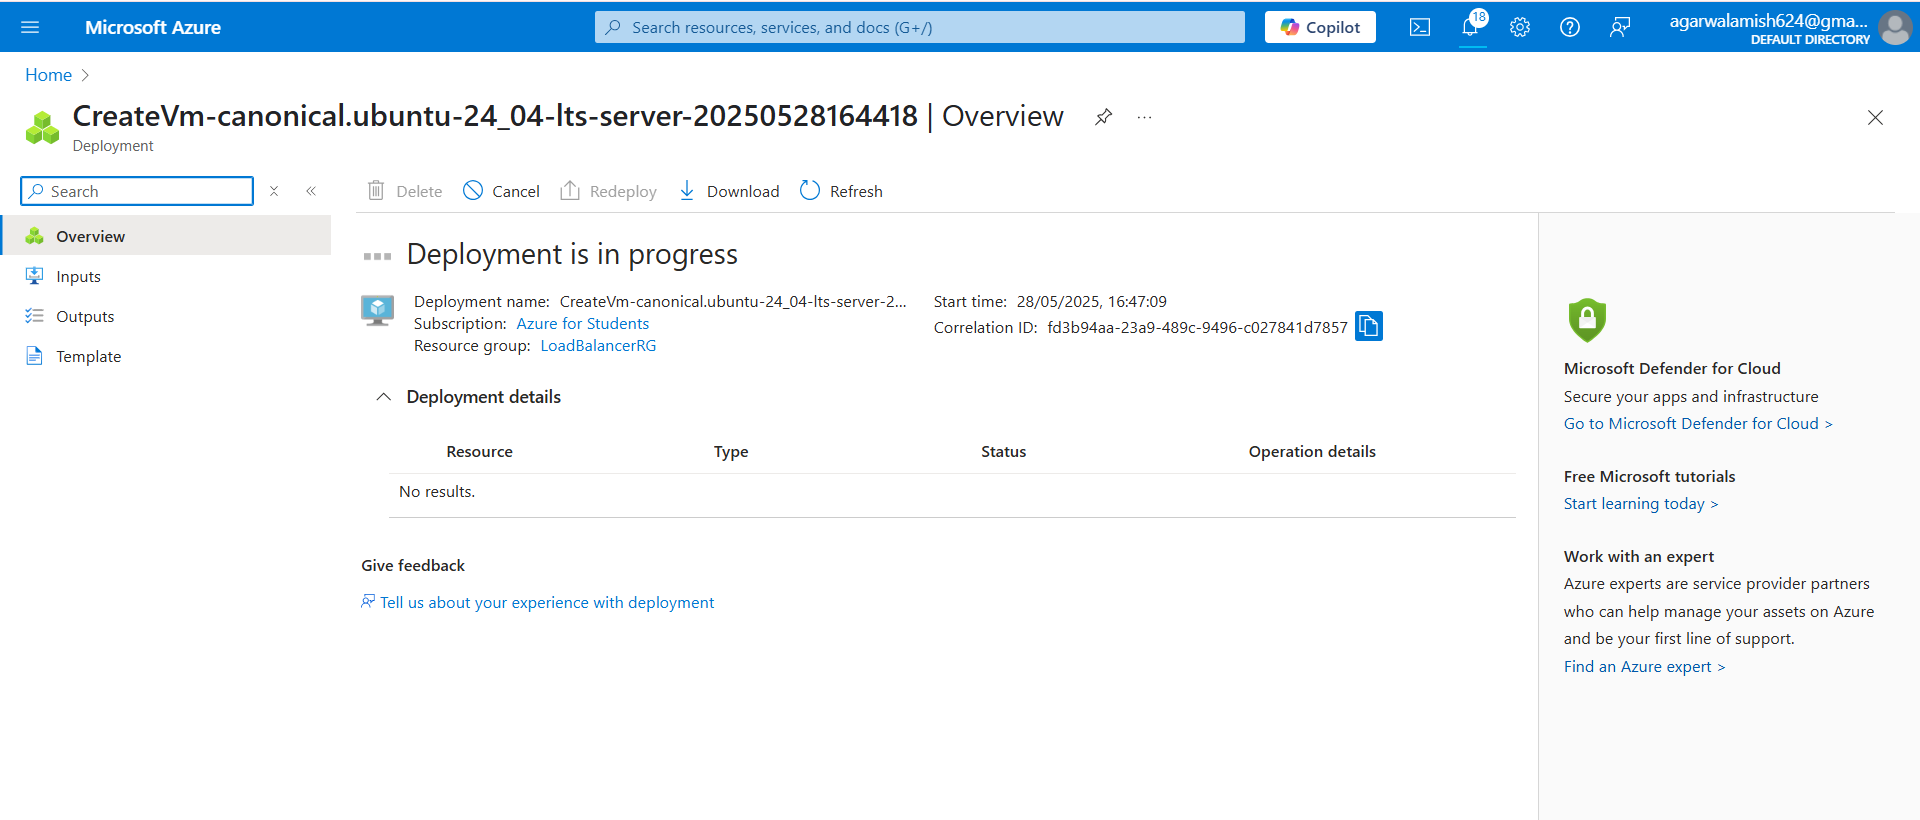 Microsoft Azure
Search resources, services, and docs (G+/)
Copilot
18
agarwalamish624@gma...
DEFAULT DIRECTORY
Home
CreateVm-canonical.ubuntu-24_04-lts-server-20250528164418 | Overview
Deployment
Search
Delete
Cancel
Redeploy
Download
Refresh
Overview
Inputs
Outputs
Template
Deployment is in progress
Deployment name: CreateVm-canonical.ubuntu-24_04-lts-server-2...
Subscription: Azure for Students
Resource group: LoadBalancerRG
Start time: 28/05/2025, 16:47:09
Correlation ID: fd3b94aa-23a9-489c-9496-c027841d7857
Deployment details
Resource Type Status Operation details
No results.
Give feedback
Tell us about your experience with deployment
Microsoft Defender for Cloud
Secure your apps and infrastructure
Go to Microsoft Defender for Cloud >
Free Microsoft tutorials
Start learning today >
Work with an expert
Azure experts are service provider partners
who can help manage your assets on Azure
and be your first line of support.
Find an Azure expert >